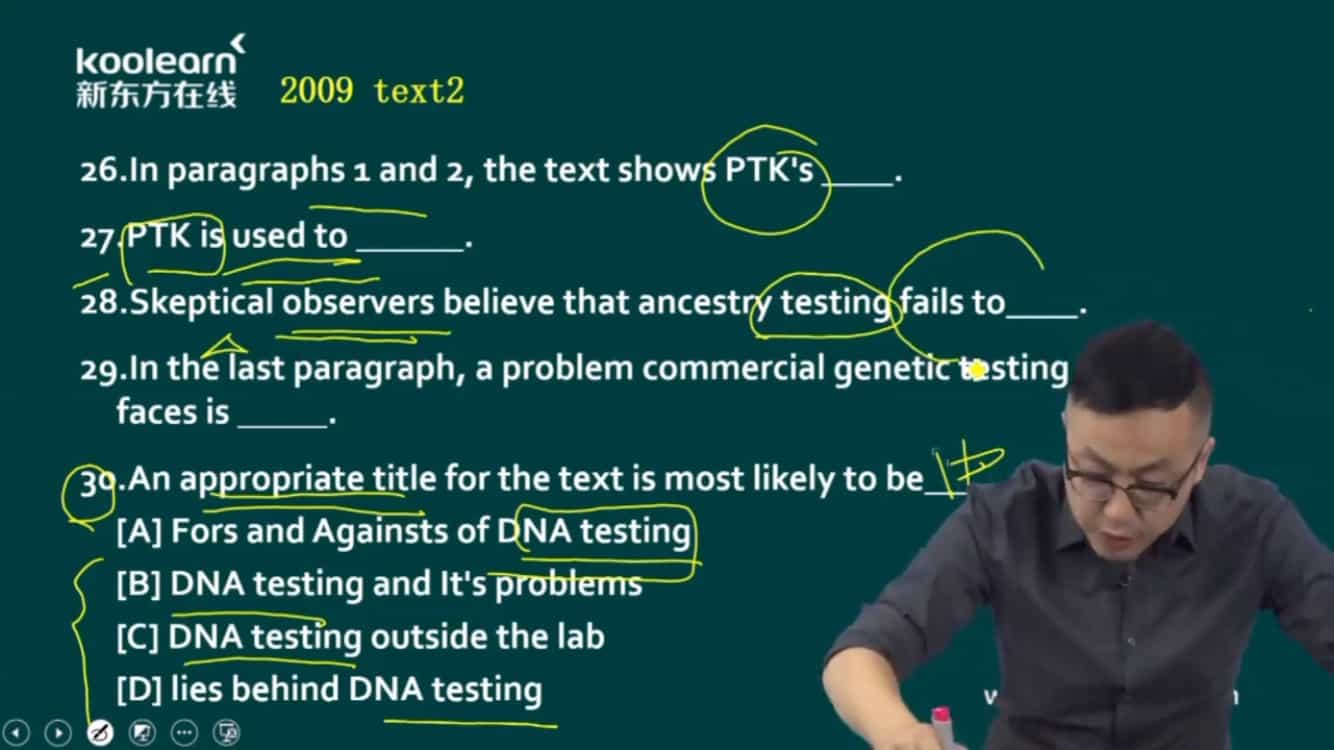 koolearn
新东方在线
2009 text2
26.In paragraphs 1 and 2, the text shows PTK's ____.
27.PTK is used to ______.
28.Skeptical observers believe that ancestry testing fails to____.
29.In the last paragraph, a problem commercial genetic testing
faces is _____.
30.An appropriate title for the text is most likely to be__
[A] Fors and Againsts of DNA testing
[B] DNA testing and It's problems
[C] DNA testing outside the lab
[D] lies behind DNA testing